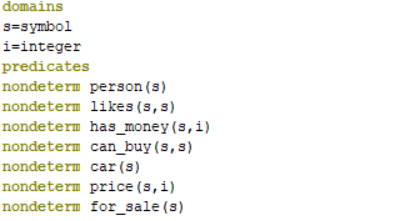 domains
s=symbol
i=integer
predicates
nondeterm person(s)
nondeterm likes(s,s)
nondeterm has_money(s,i)
nondeterm can_buy(s,s)
nondeterm car(s)
nondeterm price(s,i)
nondeterm for_sale(s)